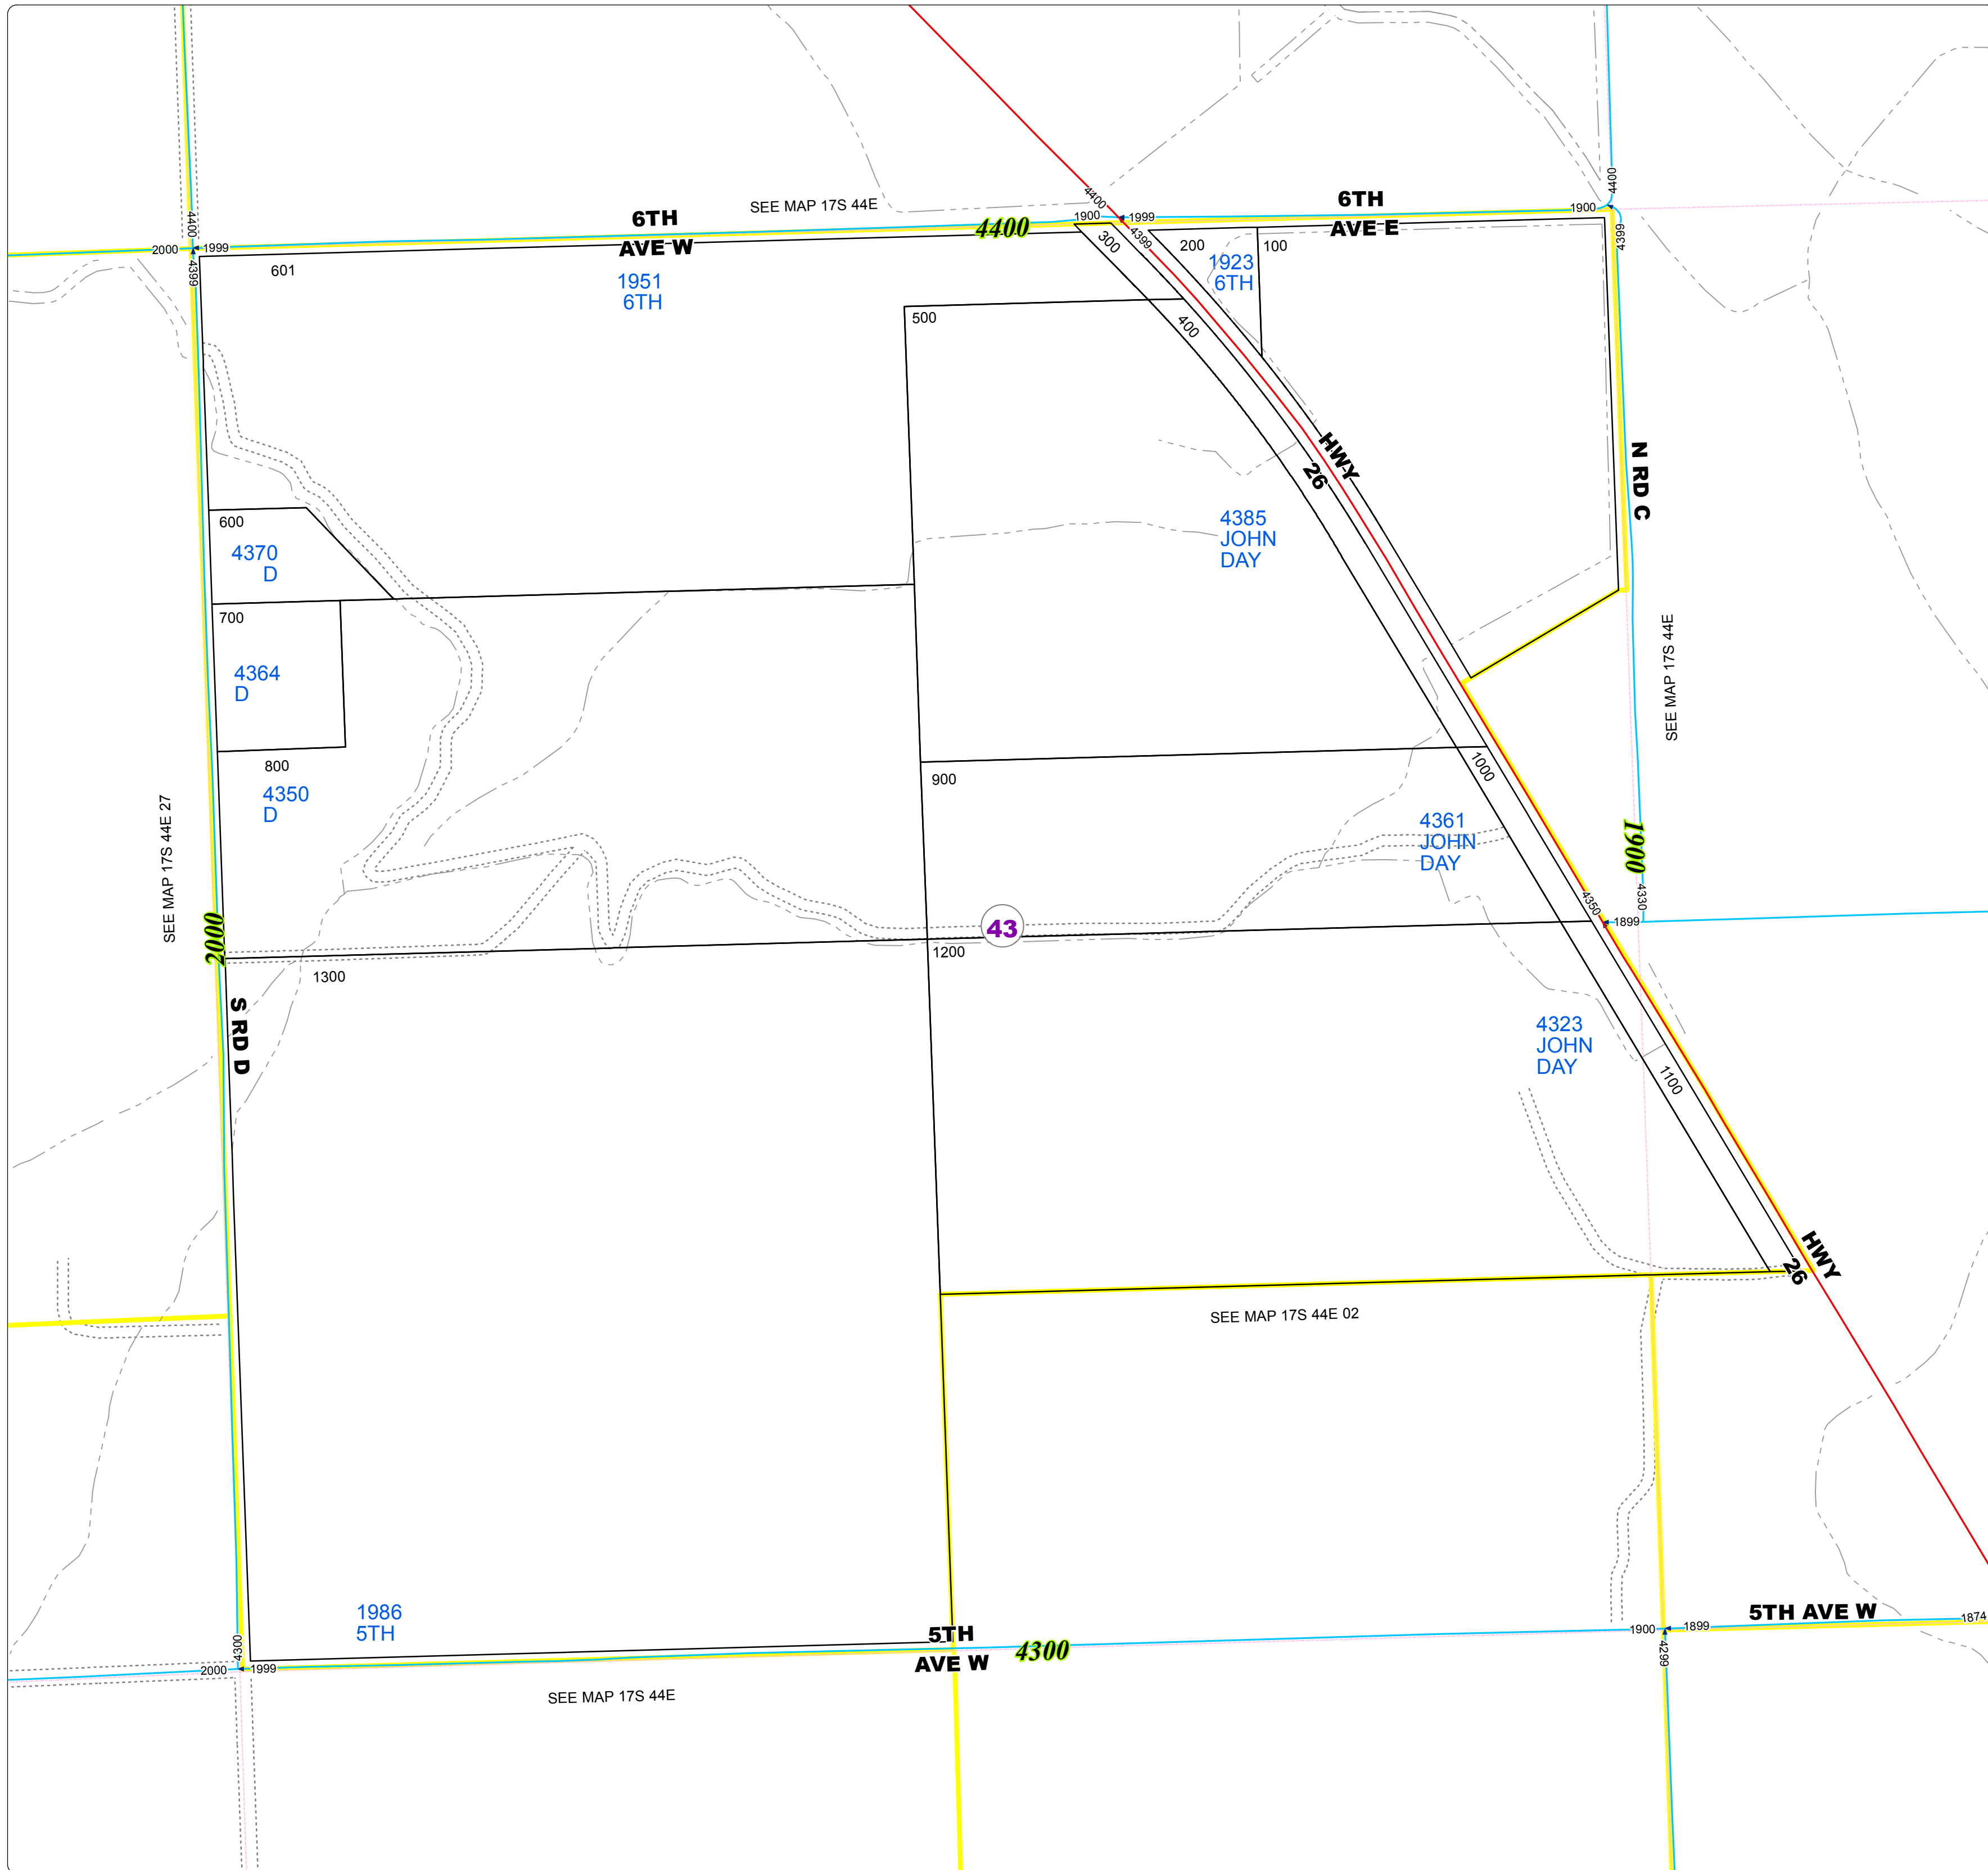 6TH
AVE W
SEE MAP 17S 44E
4400
6TH
AVE E
4400
1900
1999
4399
4400
1900
4399
4400
2000
1999
4399
601
1951
6TH
300
200
100
1923
6TH
500
400
HWY
26
N RD C
600
4370
D
4385
JOHN
DAY
700
4364
D
SEE MAP 17S 44E
800
4350
D
900
1000
SEE MAP 17S 44E 27
4361
JOHN
DAY
1900
4350
4330
1899
2000
43
1200
1300
S RD D
4323
JOHN
DAY
1100
HWY
26
SEE MAP 17S 44E 02
1986
5TH
4300
2000
1999
5TH
AVE W
4300
1900
1899
4299
5TH AVE W
1874
SEE MAP 17S 44E